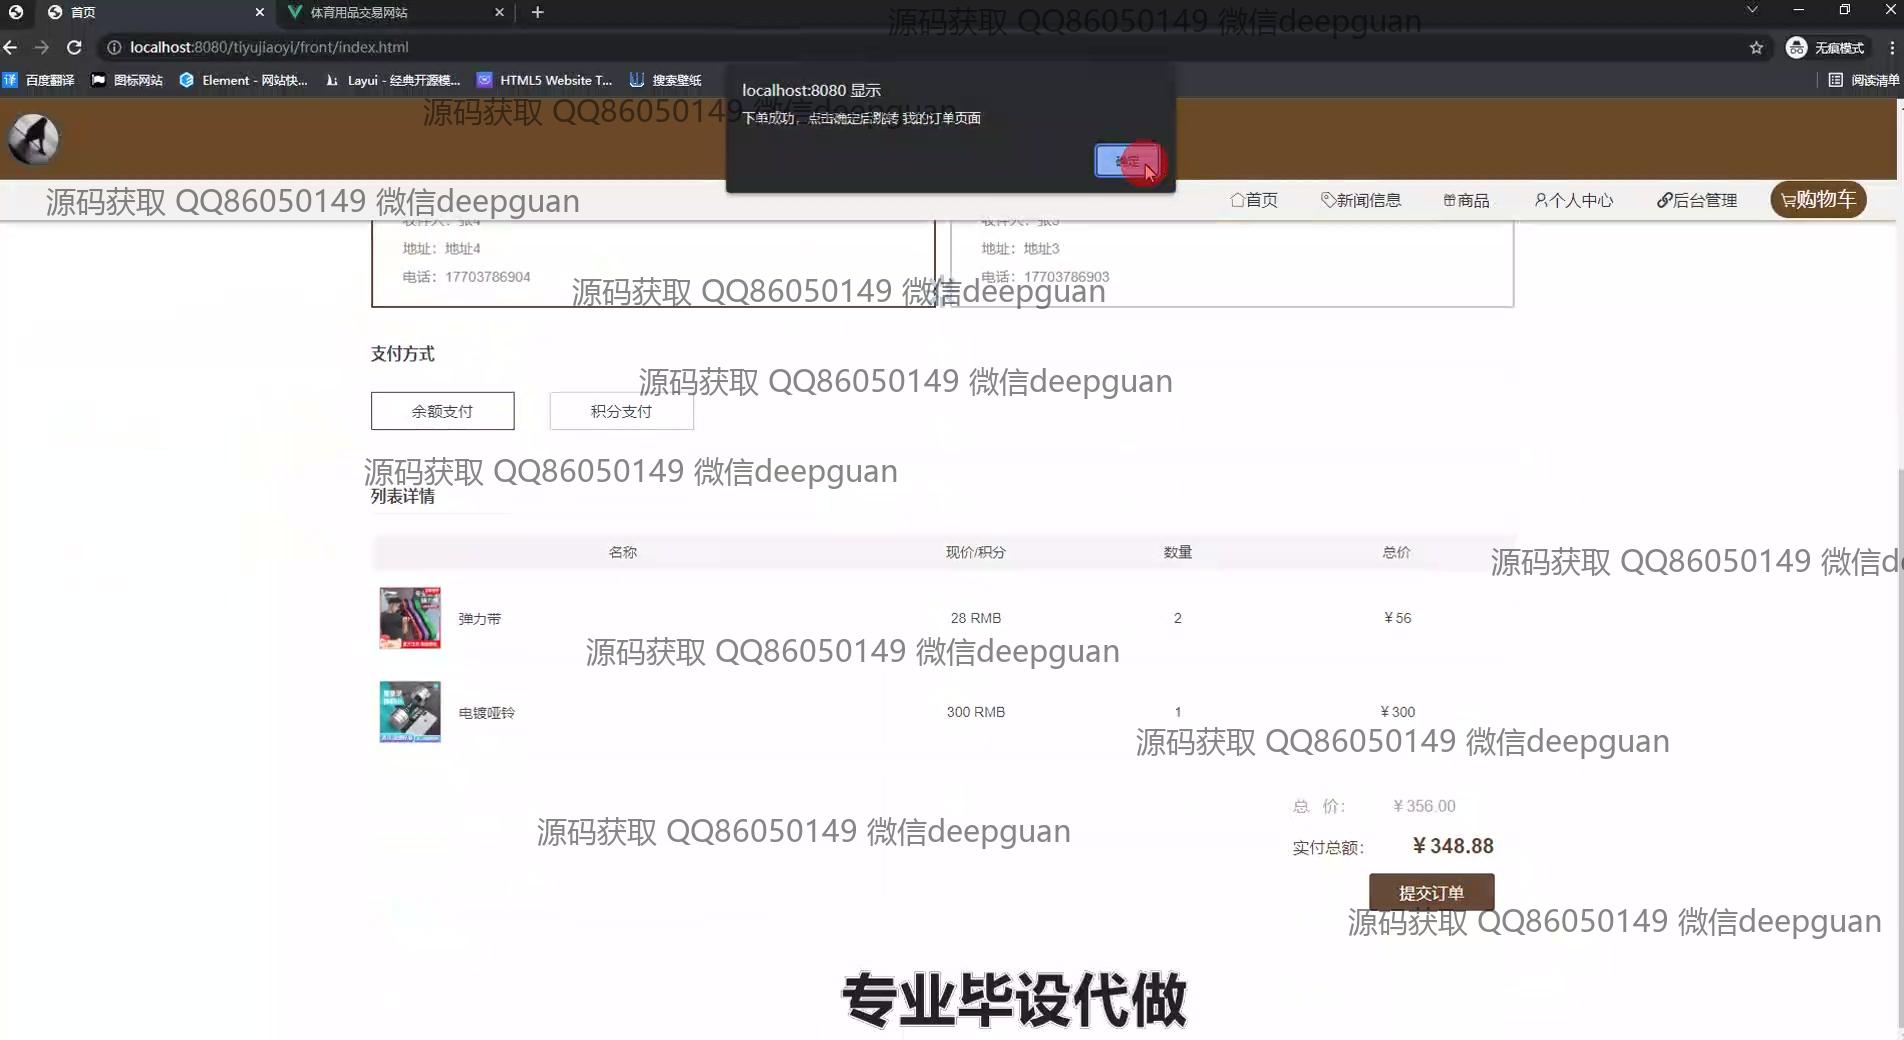 首页
体育用品交易网站
源码获取 QQ86050149 微信deepguan
localhost:8080/tiyujiaoyi/front/index.html
无痕模式
百度翻译
图标网站
Element - 网站快...
Layui - 经典开源模...
HTML5 Website T...
搜索壁纸
阅读清单
localhost:8080 显示
源码获取 QQ86050149 微信deepguan
下单成功，点击确定后跳转 我的订单页面
确定
源码获取 QQ86050149 微信deepguan
首页
新闻信息
商品
个人中心
后台管理
购物车
收件人：张4
收件人：张3
地址：地址4
地址：地址3
电话：17703786904
电话：17703786903
源码获取 QQ86050149 微信deepguan
支付方式
源码获取 QQ86050149 微信deepguan
余额支付
积分支付
源码获取 QQ86050149 微信deepguan
列表详情
名称
现价/积分
数量
总价
源码获取 QQ86050149 微信de
弹力带
28 RMB
2
￥56
源码获取 QQ86050149 微信deepguan
电镀哑铃
300 RMB
1
￥300
源码获取 QQ86050149 微信deepguan
总 价：
￥356.00
源码获取 QQ86050149 微信deepguan
实付总额：
￥348.88
提交订单
源码获取 QQ86050149 微信deepguan
专业毕设代做